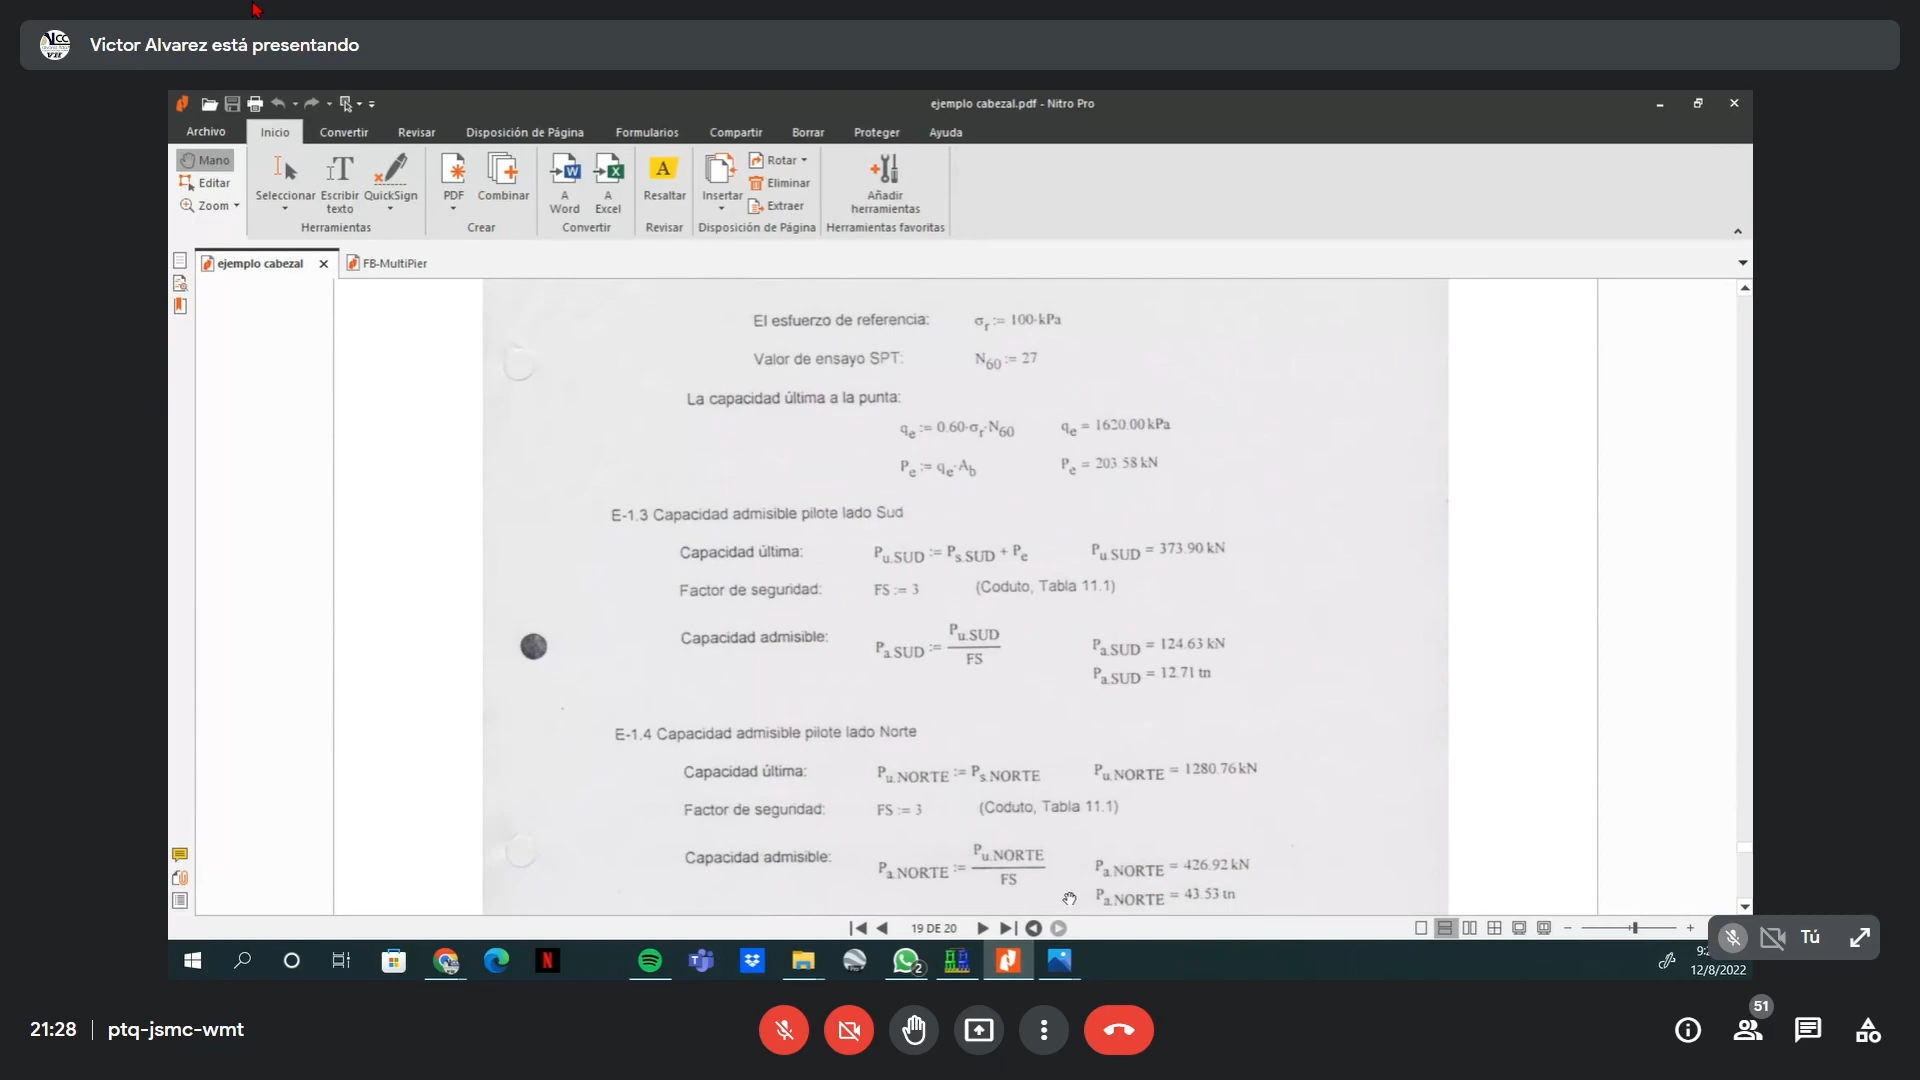 Victor Alvarez está presentando
ejemplo cabezal.pdf - Nitro Pro
Archivo Inicio Convertir Revisar Disposición de Página Formularios Compartir Borrar Proteger Ayuda
Mano
Editar
Zoom
Seleccionar
Escribir texto
QuickSign
Herramientas
PDF
Combinar
Crear
A Word
A Excel
Convertir
Resaltar
Revisar
Insertar
Rotar
Eliminar
Extraer
Disposición de Página
Añadir herramientas
Herramientas favoritas
ejemplo cabezal
FB-MultiPier
El esfuerzo de referencia: σr := 100·kPa
Valor de ensayo SPT: N60 := 27
La capacidad última a la punta:
qe := 0.60·σr·N60 qe = 1620.00 kPa
Pe := qe·Ab Pe = 203.58 kN
E-1.3 Capacidad admisible pilote lado Sud
Capacidad última: Pu.SUD := Ps.SUD + Pe Pu.SUD = 373.90 kN
Factor de seguridad: FS := 3 (Coduto, Tabla 11.1)
Capacidad admisible: Pa.SUD := Pu.SUD / FS Pa.SUD = 124.63 kN
Pa.SUD = 12.71 tn
E-1.4 Capacidad admisible pilote lado Norte
Capacidad última: Pu.NORTE := Ps.NORTE Pu.NORTE = 1280.76 kN
Factor de seguridad: FS := 3 (Coduto, Tabla 11.1)
Capacidad admisible: Pa.NORTE := Pu.NORTE / FS Pa.NORTE = 426.92 kN
Pa.NORTE = 43.53 tn
19 DE 20
Tú
12/8/2022
21:28 | ptq-jsmc-wmt
51